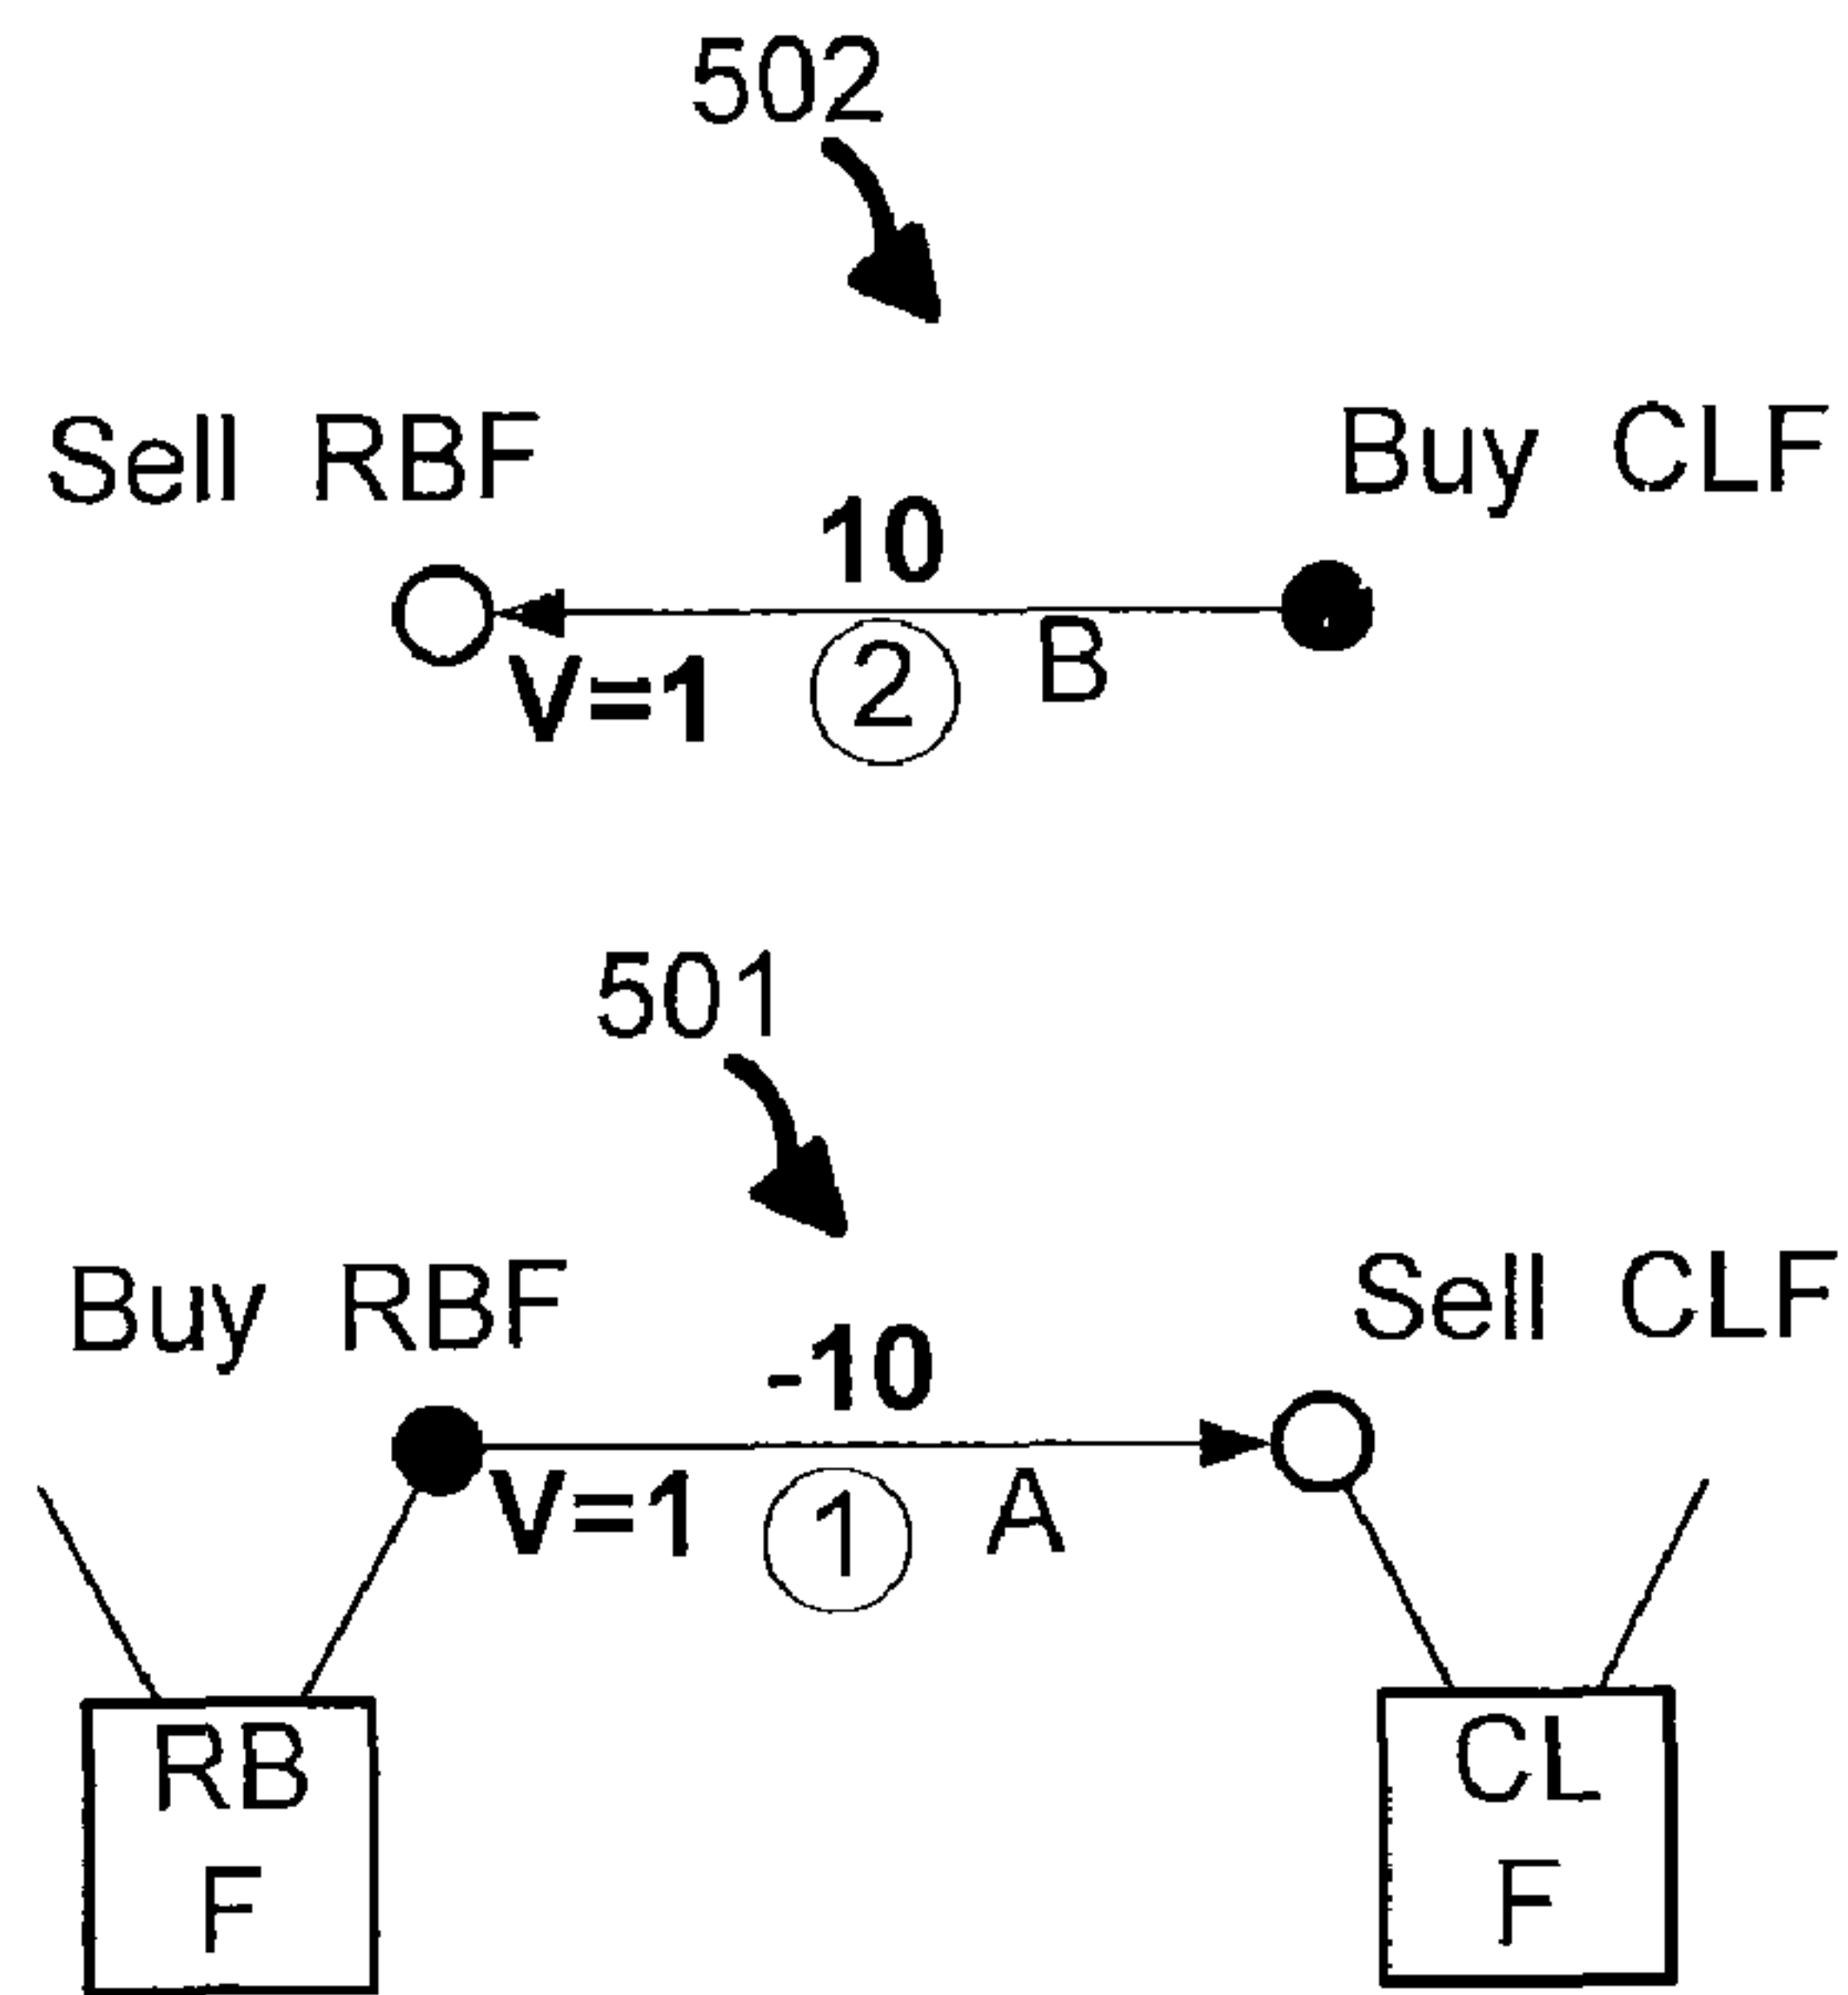 502
Sell RBF
Buy CLF
10
V=1
2
B
501
Buy RBF
Sell CLF
-10
V=1
1
A
RB
F
CL
F